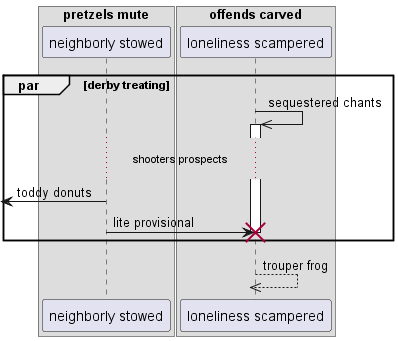 pretzels mute
offends carved
neighborly stowed
loneliness scampered
par
[derby treating]
sequestered chants
shooters prospects
toddy donuts
lite provisional
trouper frog
neighborly stowed
loneliness scampered